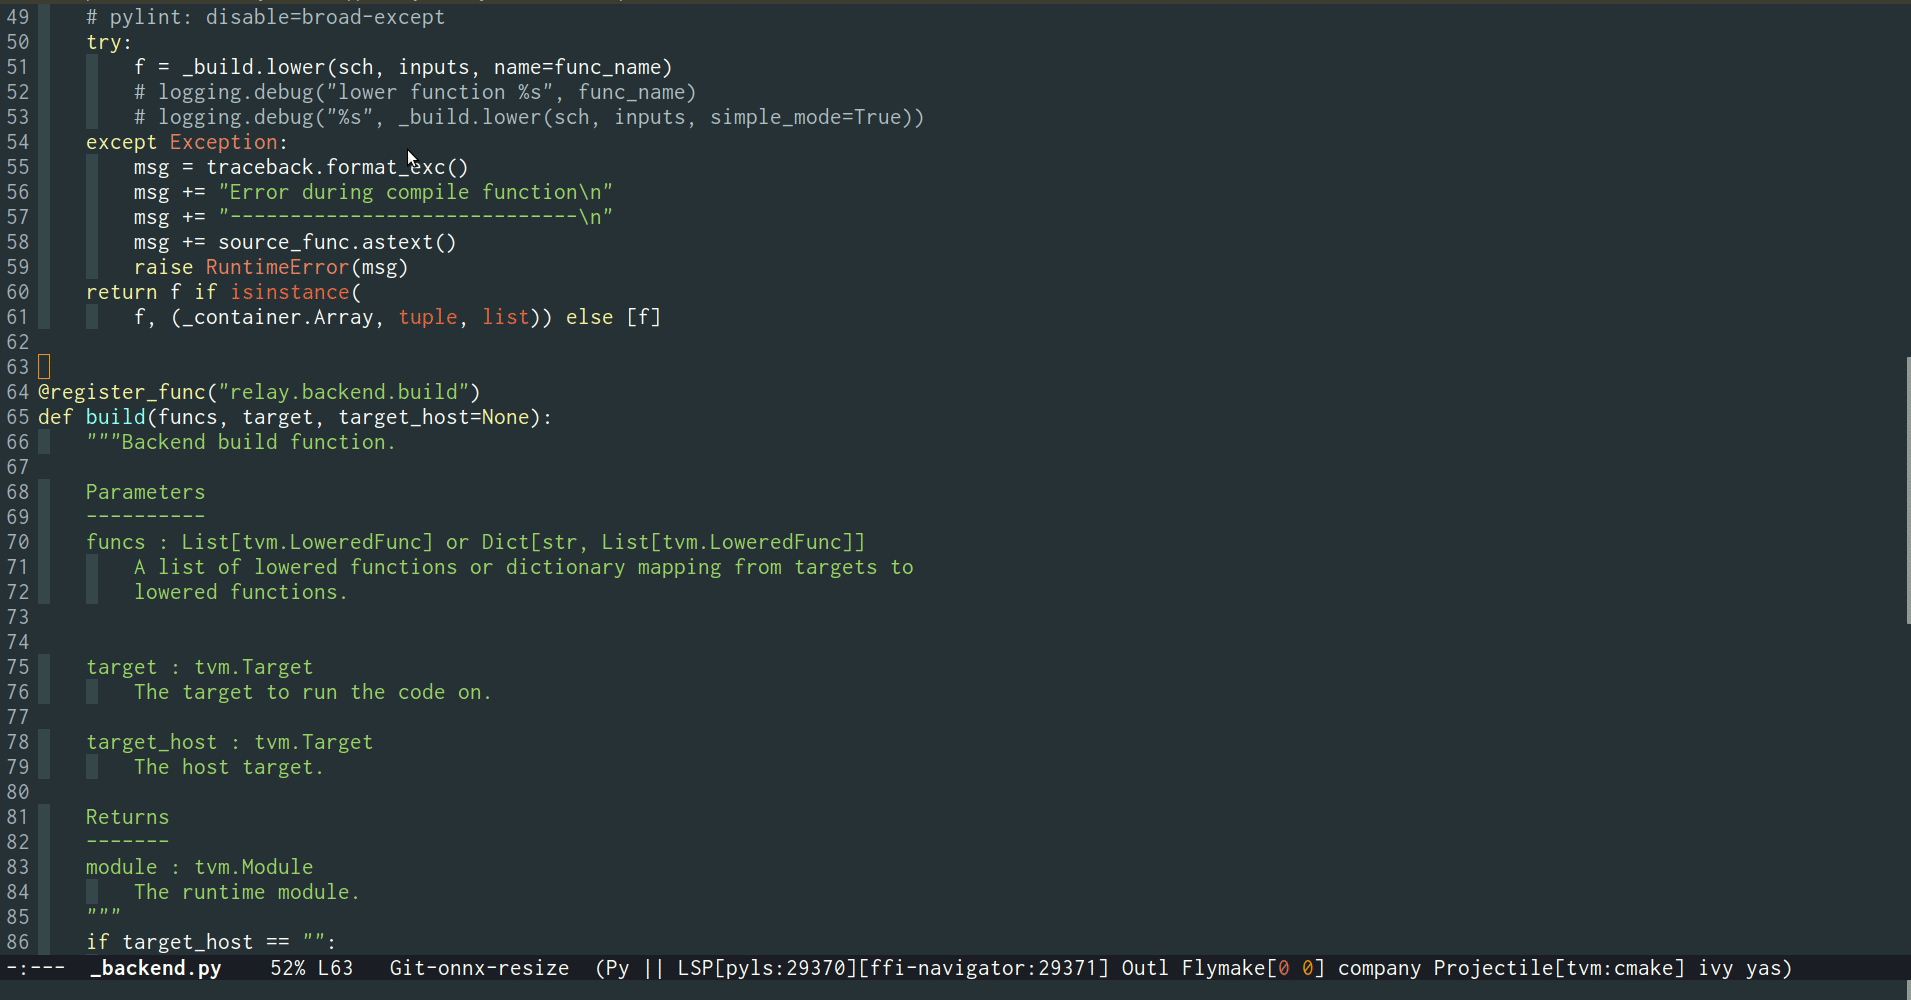 49     # pylint: disable=broad-except
50     try:
51         f = _build.lower(sch, inputs, name=func_name)
52         # logging.debug("lower function %s", func_name)
53         # logging.debug("%s", _build.lower(sch, inputs, simple_mode=True))
54     except Exception:
55         msg = traceback.format_exc()
56         msg += "Error during compile function\n"
57         msg += "-----------------------------\n"
58         msg += source_func.astext()
59         raise RuntimeError(msg)
60     return f if isinstance(
61         f, (_container.Array, tuple, list)) else [f]
62
63
64 @register_func("relay.backend.build")
65 def build(funcs, target, target_host=None):
66     """Backend build function.
67
68     Parameters
69     ----------
70     funcs : List[tvm.LoweredFunc] or Dict[str, List[tvm.LoweredFunc]]
71         A list of lowered functions or dictionary mapping from targets to
72         lowered functions.
73
74
75     target : tvm.Target
76         The target to run the code on.
77
78     target_host : tvm.Target
79         The host target.
80
81     Returns
82     -------
83     module : tvm.Module
84         The runtime module.
85     """
86     if target_host == "":
-:---  _backend.py    52% L63   Git-onnx-resize  (Py || LSP[pyls:29370][ffi-navigator:29371] Outl Flymake[0 0] company Projectile[tvm:cmake] ivy yas)